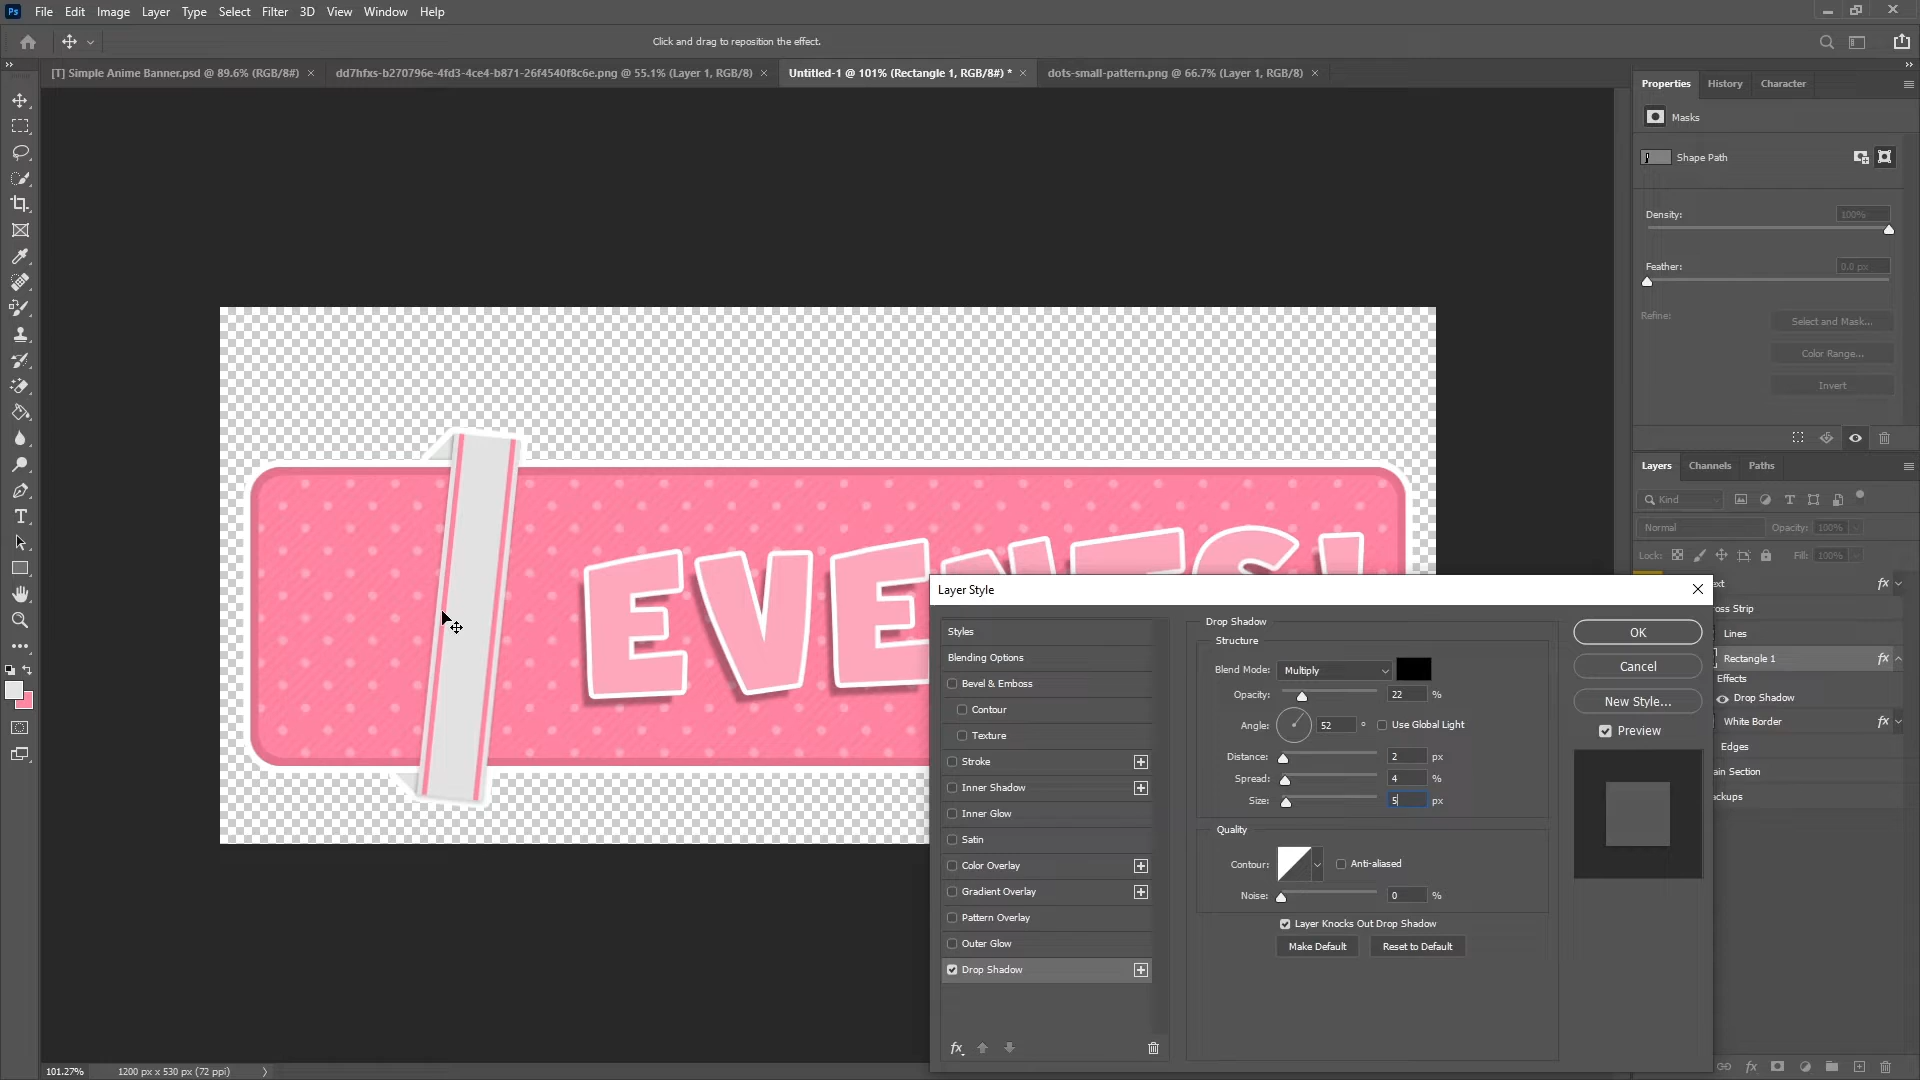 Ps File Edit Image Layer Type Select Filter 3D View Window Help
Click and drag to reposition the effect.
[T] Simple Anime Banner.psd @ 89.6% (RGB/8#)
dd7hfxs-b270796e-4fd3-4ce4-b871-26f4540f8c6e.png @ 55.1% (Layer 1, RGB/8)
Untitled-1 @ 101% (Rectangle 1, RGB/8#) *
dots-small-pattern.png @ 66.7% (Layer 1, RGB/8)
Properties History Character
Masks
Shape Path
Density: 100%
Feather: 0.0 px
Refine: Select and Mask...
Color Range...
Invert
EVENTS!
Layers Channels Paths
Kind
Normal Opacity: 100%
Lock: Fill: 100%
ext fx
oss Strip
Lines
Rectangle 1 fx
Effects
Drop Shadow
White Border fx
Edges
ain Section
ackups
Layer Style
Styles
Blending Options
Bevel & Emboss
Contour
Texture
Stroke
Inner Shadow
Inner Glow
Satin
Color Overlay
Gradient Overlay
Pattern Overlay
Outer Glow
Drop Shadow
fx
Drop Shadow
Structure
Blend Mode: Multiply
Opacity: 22 %
Angle: 52 ° Use Global Light
Distance: 2 px
Spread: 4 %
Size: 5 px
Quality
Contour: Anti-aliased
Noise: 0 %
Layer Knocks Out Drop Shadow
Make Default Reset to Default
OK
Cancel
New Style...
Preview
101.27% 1200 px x 530 px (72 ppi)
fx